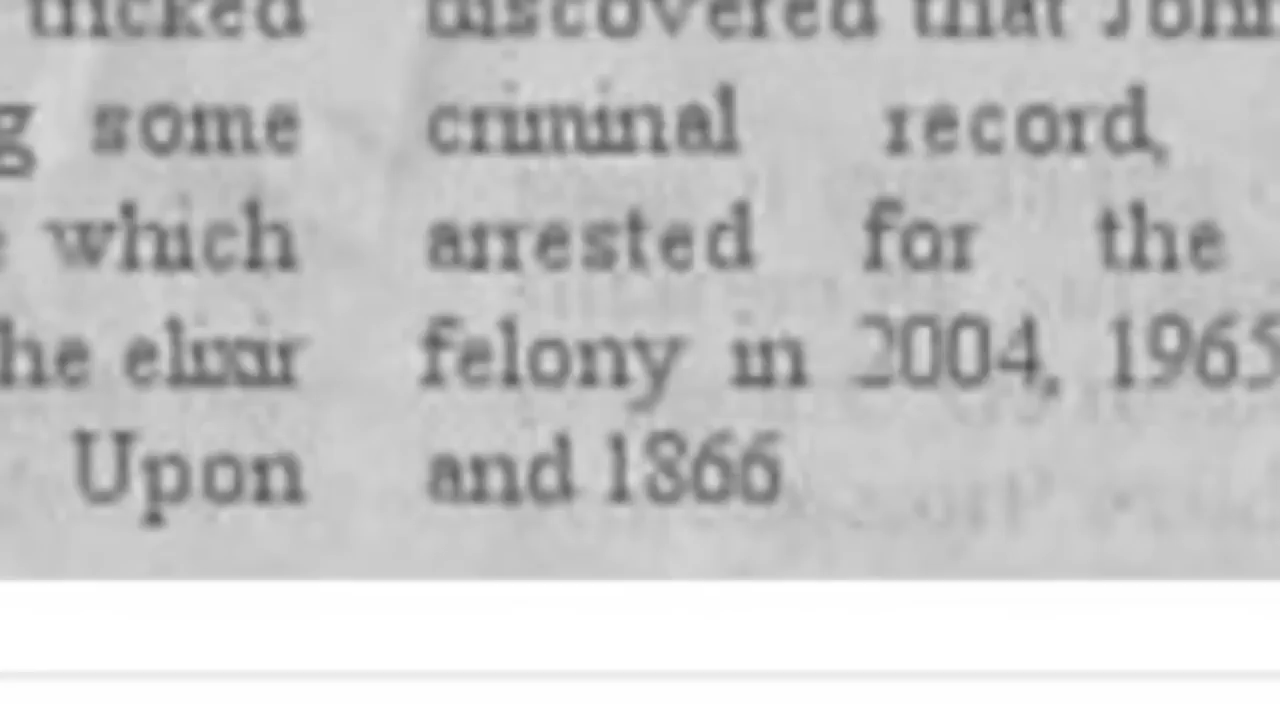 tricked
g some
which
he elixir
Upon
discovered that John
criminal record,
arrested for the
felony in 2004, 1965
and 1866